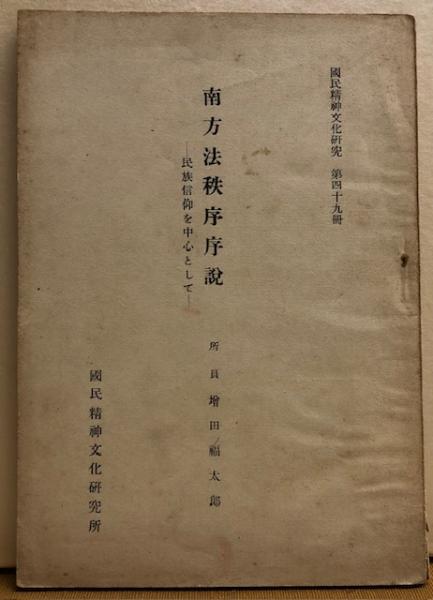 國民精神文化研究　第四十九冊
南方法秩序序說
―民族信仰を中心として―
所員　增田福太郎
國民精神文化研究所